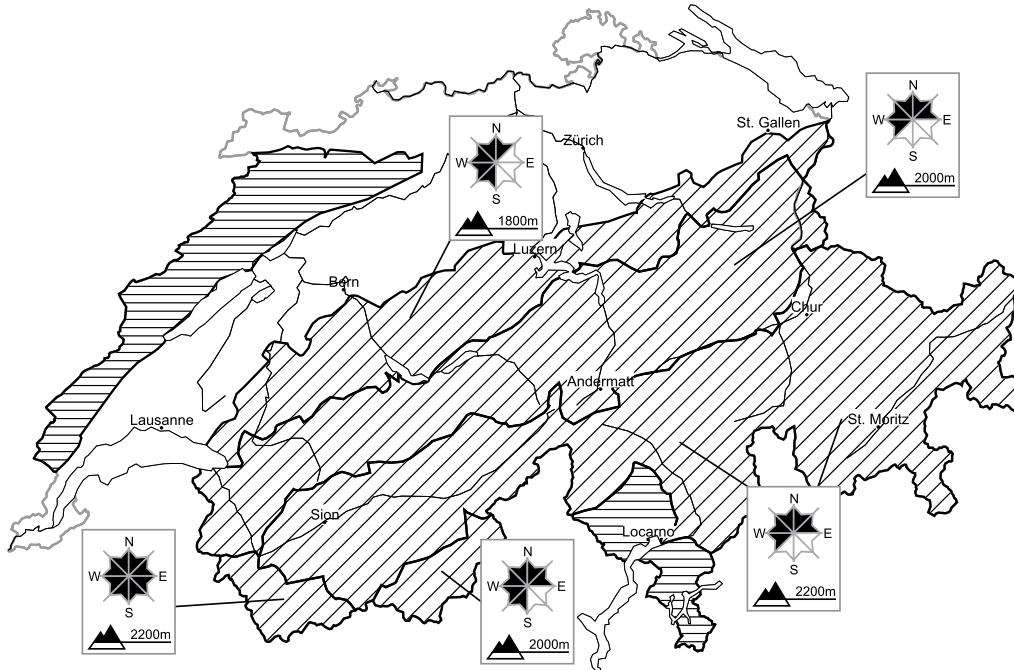 N
St. Gallen
W E
N
Zürich
S
W E
2000m
S
1800m
Luzern
Bern
Chur
Andermatt
Lausanne
St. Moritz
N
Sion
Locarno
W E
N
N
S
W E
W E
2200m
S
S
2200m
2000m